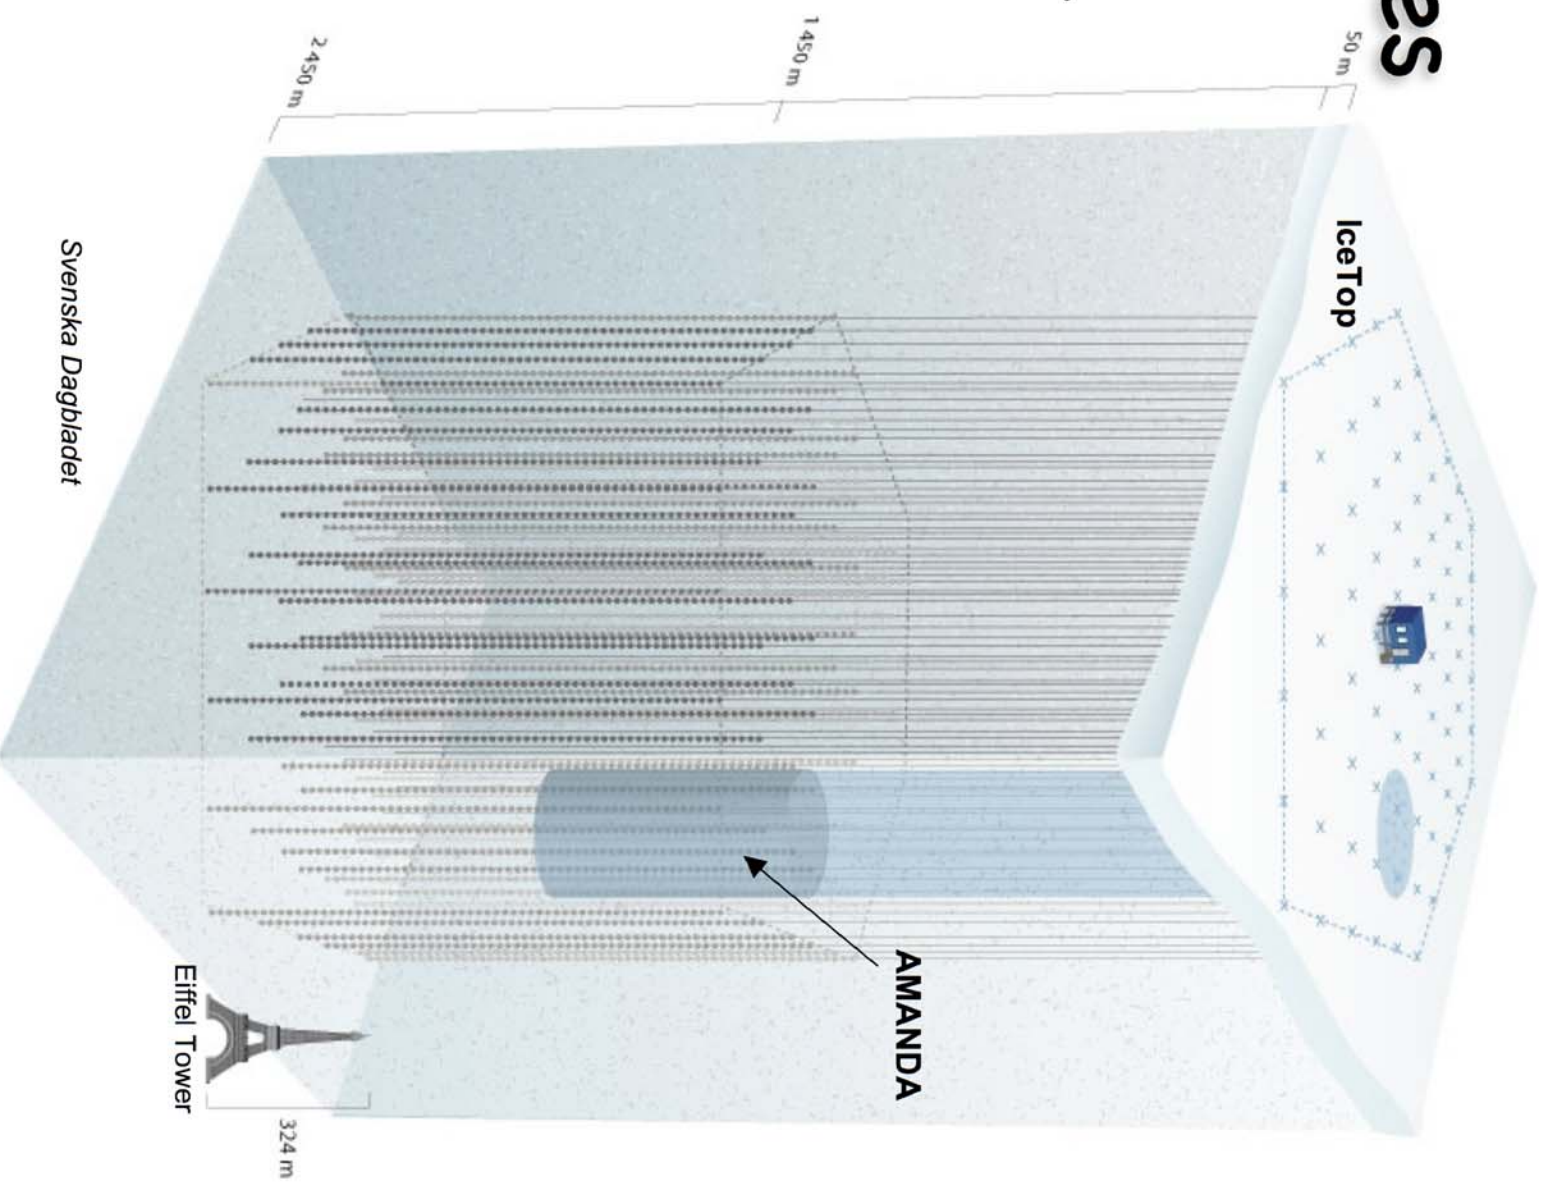 es
50 m
IceTop
1 450 m
AMANDA
2 450 m
324 m
Eiffel Tower
Svenska Dagbladet